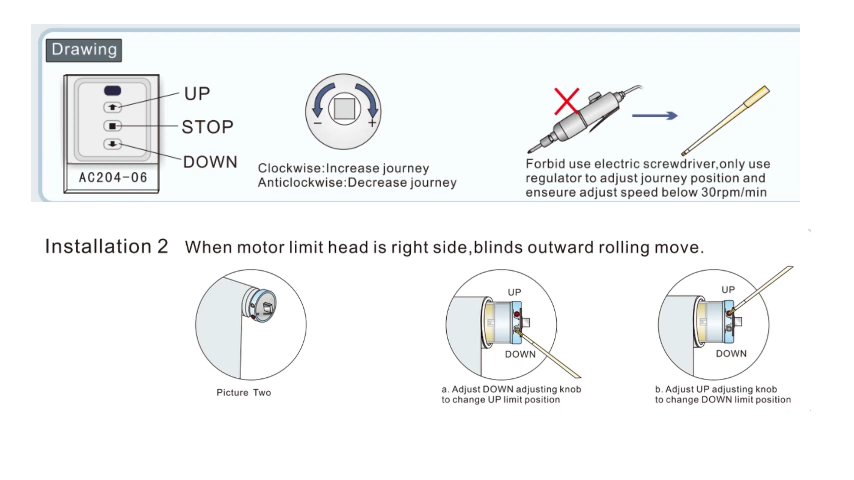 Drawing
UP
STOP
DOWN
AC204-06
− +
Clockwise:Increase journey
Anticlockwise:Decrease journey
Forbid use electric screwdriver,only use
regulator to adjust journey position and
enseure adjust speed below 30rpm/min
Installation 2 When motor limit head is right side,blinds outward rolling move.
Picture Two
UP
DOWN
a. Adjust DOWN adjusting knob
to change UP limit position
UP
DOWN
b. Adjust UP adjusting knob
to change DOWN limit position